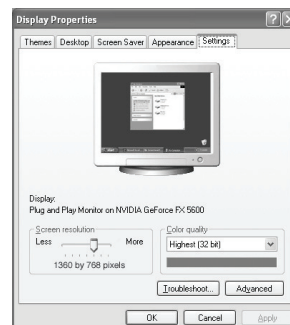 Display Properties
Themes Desktop Screen Saver Appearance Settings
Display:
Plug and Play Monitor on NVIDIA GeForce FX 5600
Screen resolution
Less More
1360 by 768 pixels
Color quality
Highest (32 bit)
Troubleshoot... Advanced
OK Cancel Apply